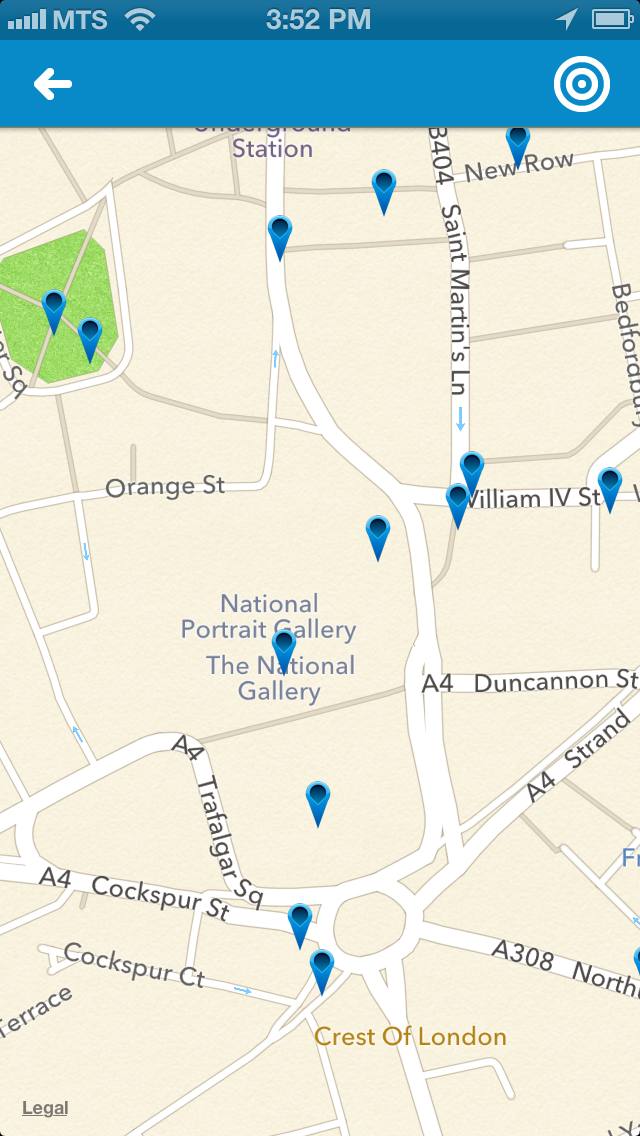 MTS
3:52 PM
Underground
Station
New Row
B404
Saint Martin's Ln
Bedfordbury
Orange St
William IV St
National
Portrait Gallery
The National
Gallery
A4 Duncannon St
A4
Trafalgar Sq
A4 Strand
A4 Cockspur St
Cockspur Ct
A308
Terrace
Crest Of London
Legal